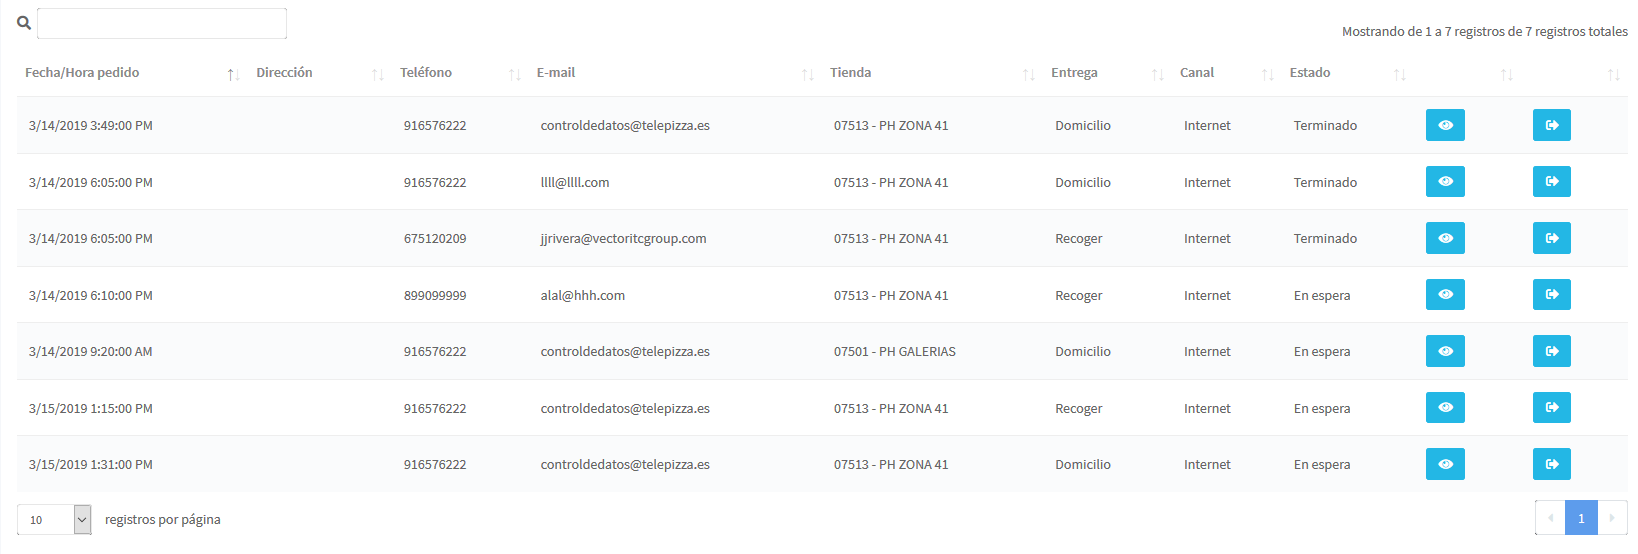 Mostrando de 1 a 7 registros de 7 registros totales
Fecha/Hora pedido Dirección Teléfono E-mail Tienda Entrega Canal Estado
3/14/2019 3:49:00 PM 916576222 controldedatos@telepizza.es 07513 - PH ZONA 41 Domicilio Internet Terminado
3/14/2019 6:05:00 PM 916576222 llll@llll.com 07513 - PH ZONA 41 Domicilio Internet Terminado
3/14/2019 6:05:00 PM 675120209 jjrivera@vectoritcgroup.com 07513 - PH ZONA 41 Recoger Internet Terminado
3/14/2019 6:10:00 PM 899099999 alal@hhh.com 07513 - PH ZONA 41 Recoger Internet En espera
3/14/2019 9:20:00 AM 916576222 controldedatos@telepizza.es 07501 - PH GALERIAS Domicilio Internet En espera
3/15/2019 1:15:00 PM 916576222 controldedatos@telepizza.es 07513 - PH ZONA 41 Recoger Internet En espera
3/15/2019 1:31:00 PM 916576222 controldedatos@telepizza.es 07513 - PH ZONA 41 Domicilio Internet En espera
10 registros por página 1